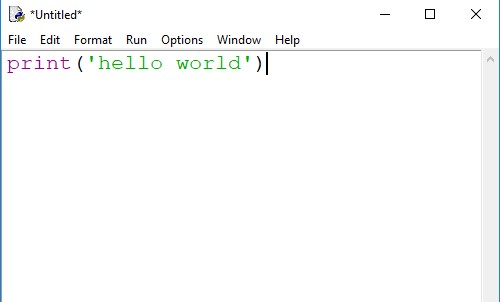 *Untitled*
File Edit Format Run Options Window Help
print('hello world')